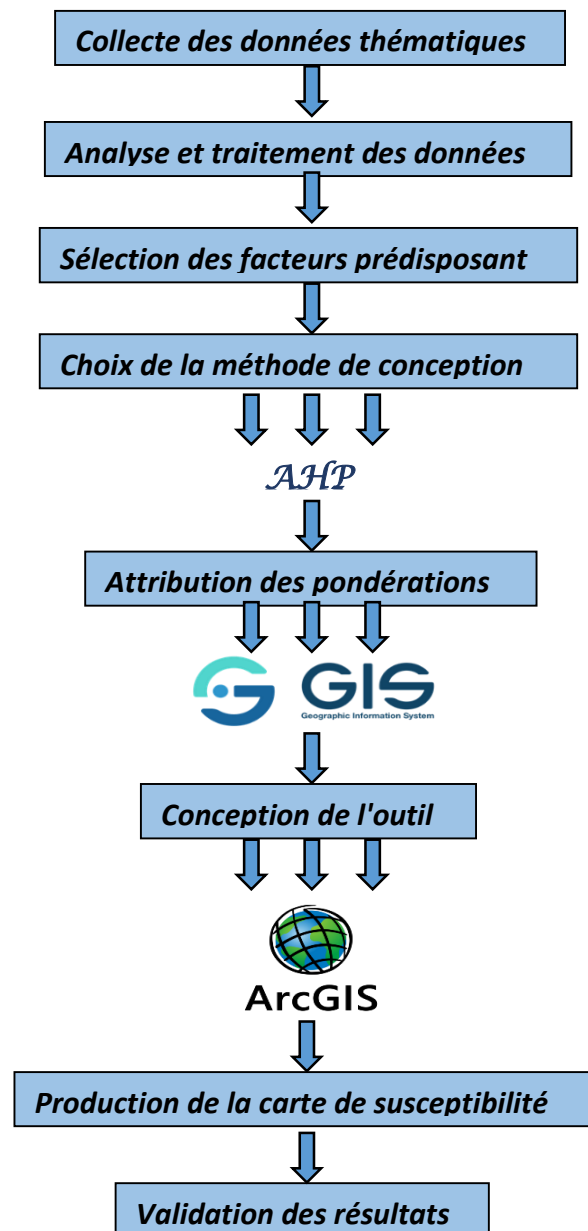 Collecte des données thématiques
Analyse et traitement des données
Sélection des facteurs prédisposant
Choix de la méthode de conception
AHP
Attribution des pondérations
GIS
Geographic Information System
Conception de l'outil
ArcGIS
Production de la carte de susceptibilité
Validation des résultats